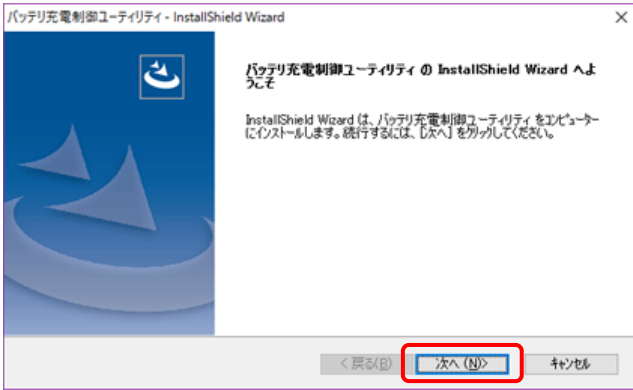 バッテリ充電制御ユーティリティ - InstallShield Wizard
バッテリ充電制御ユーティリティ の InstallShield Wizard へよ
うこそ
InstallShield Wizard は、バッテリ充電制御ユーティリティ をコンピューター
にインストールします。続行するには、[次へ] をクリックしてください。
< 戻る(B)
次へ (N)>
キャンセル